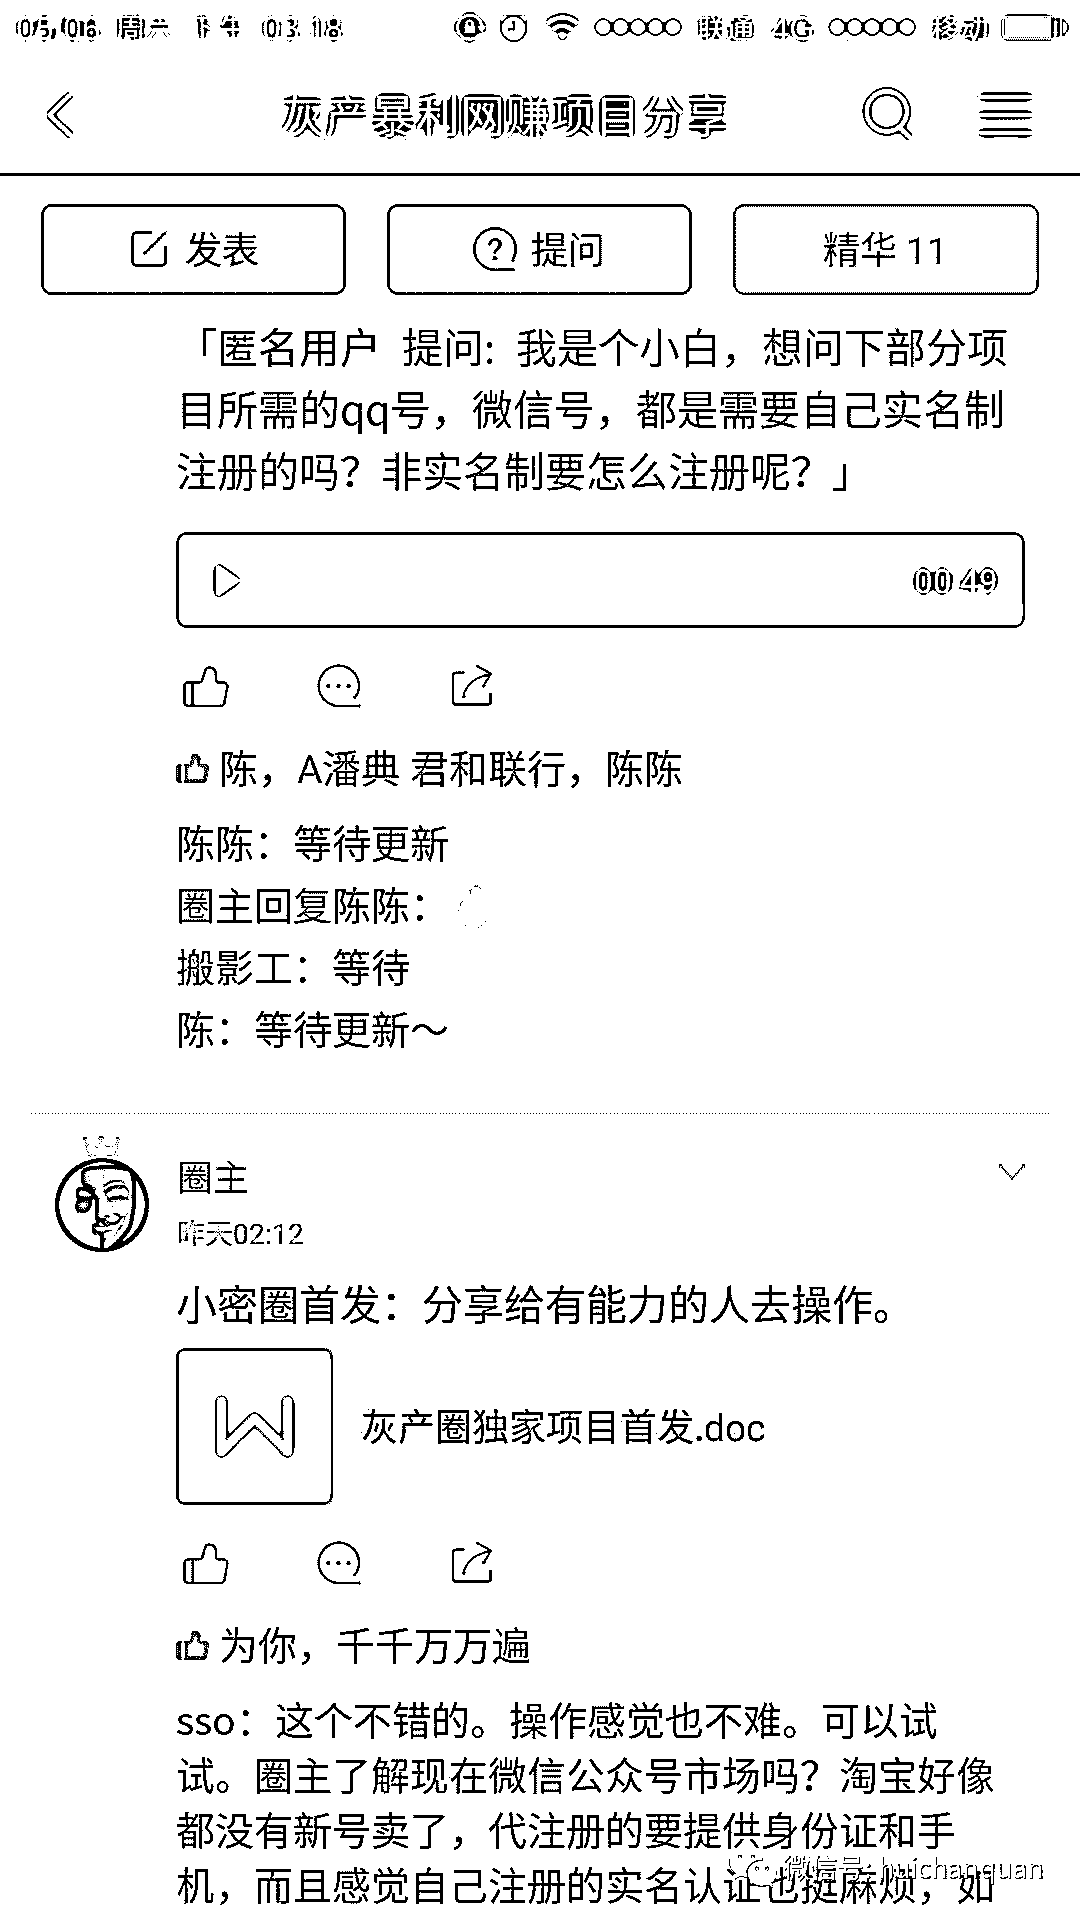 05/06 周六 下午 03:18 联通 4G 移动
灰产暴利网赚项目分享
发表 提问 精华 11
「匿名用户 提问: 我是个小白，想问下部分项
目所需的qq号，微信号，都是需要自己实名制
注册的吗？非实名制要怎么注册呢？」
00:49
陈，A潘典 君和联行，陈陈
陈陈：等待更新
圈主回复陈陈：
搬影工：等待
陈：等待更新～
圈主
昨天02:12
小密圈首发：分享给有能力的人去操作。
灰产圈独家项目首发.doc
为你，千千万万遍
sso：这个不错的。操作感觉也不难。可以试
试。圈主了解现在微信公众号市场吗？淘宝好像
都没有新号卖了，代注册的要提供身份证和手
机，而且感觉自己注册的实名认证也挺麻烦，如
微信号: huichanquan